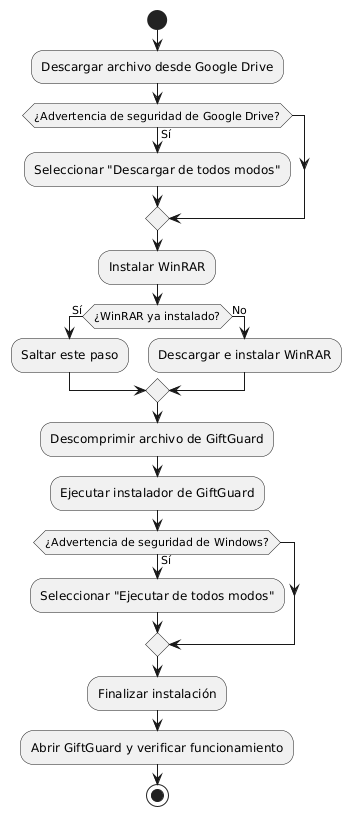 Descargar archivo desde Google Drive
¿Advertencia de seguridad de Google Drive?
Sí
Seleccionar "Descargar de todos modos"
Instalar WinRAR
Sí
¿WinRAR ya instalado?
No
Saltar este paso
Descargar e instalar WinRAR
Descomprimir archivo de GiftGuard
Ejecutar instalador de GiftGuard
¿Advertencia de seguridad de Windows?
Sí
Seleccionar "Ejecutar de todos modos"
Finalizar instalación
Abrir GiftGuard y verificar funcionamiento